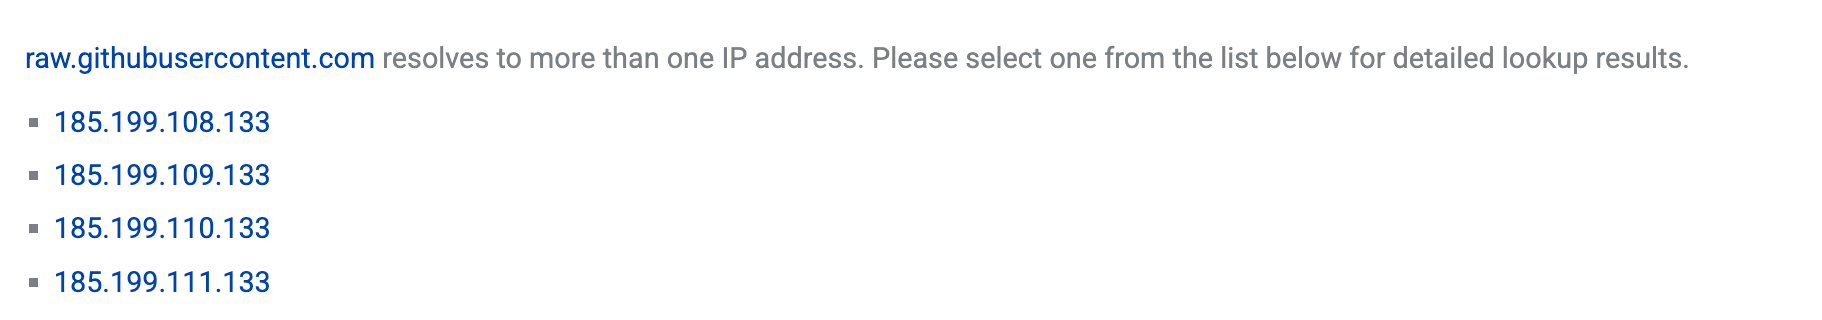 raw.githubusercontent.com resolves to more than one IP address. Please select one from the list below for detailed lookup results.
185.199.108.133
185.199.109.133
185.199.110.133
185.199.111.133